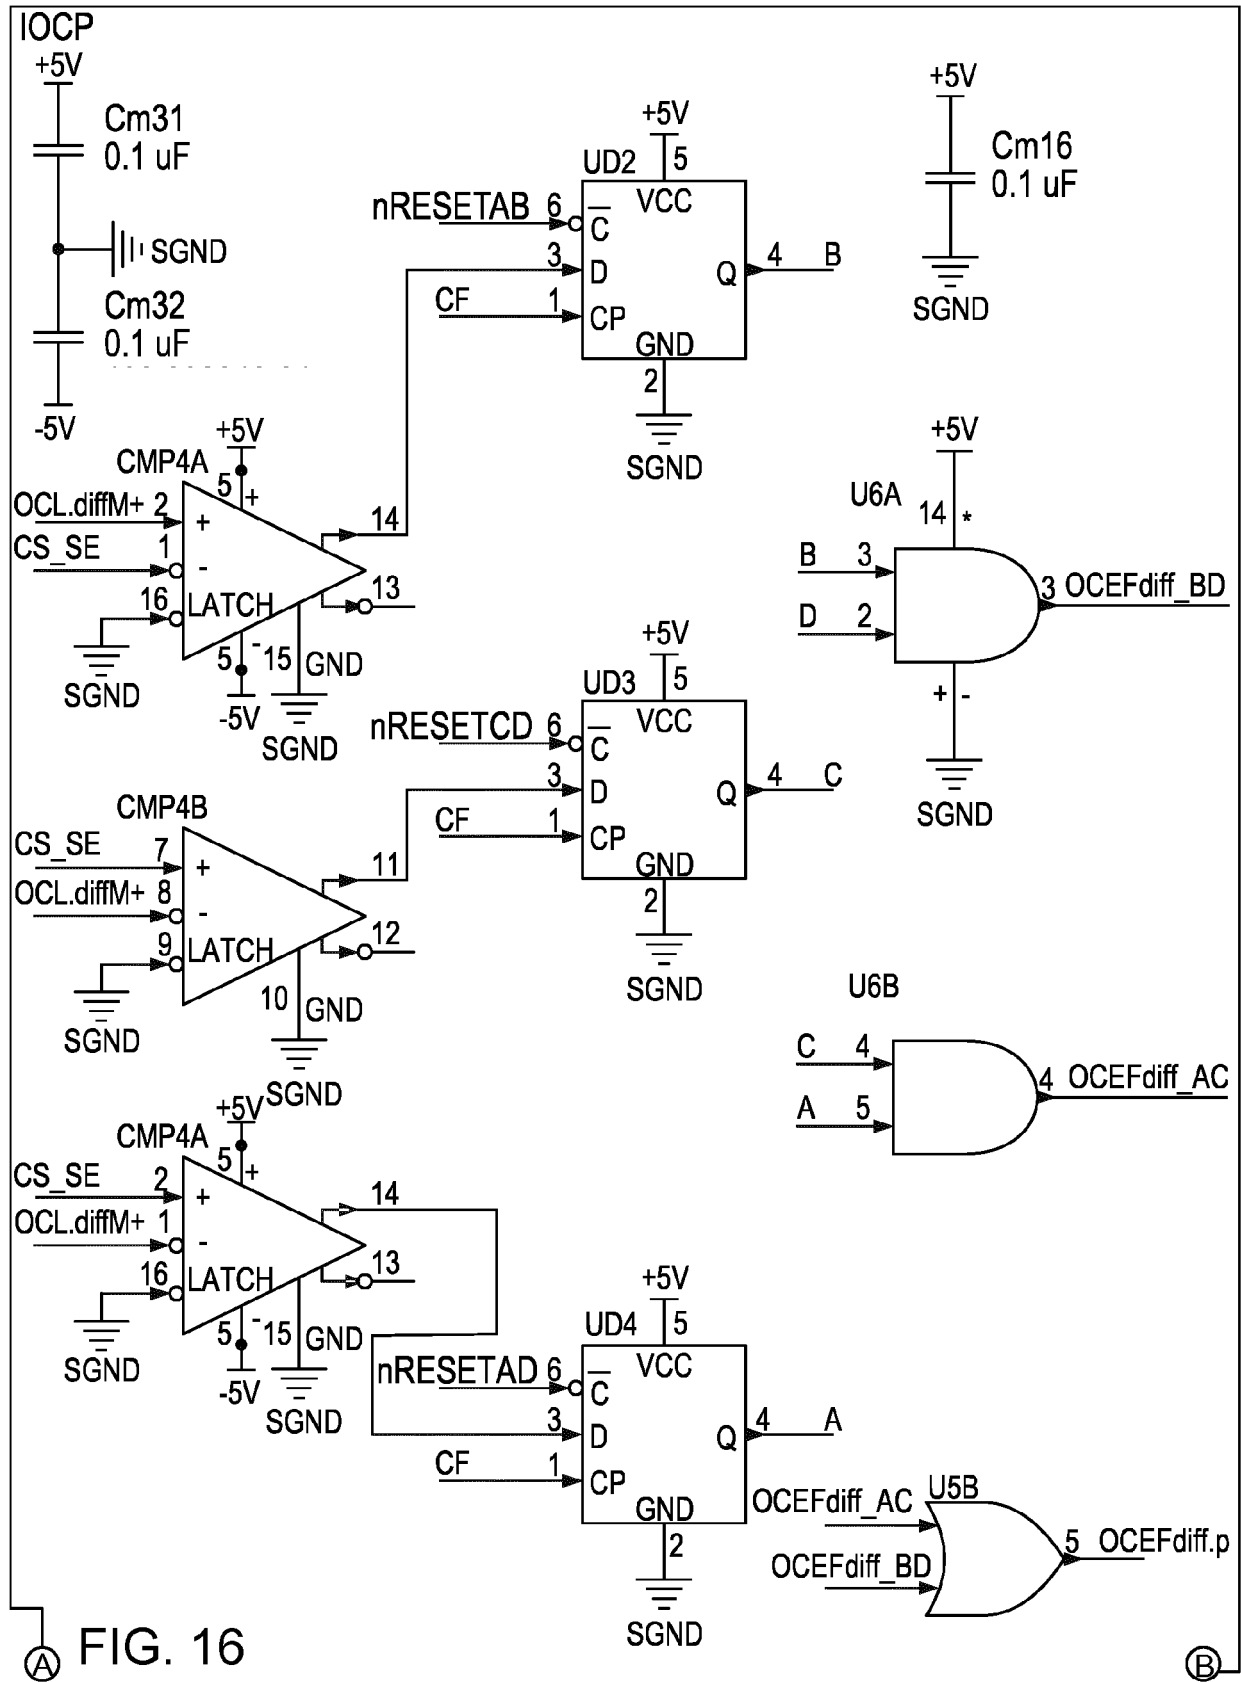 IOCP
+5V
Cm31
0.1 uF
SGND
Cm32
0.1 uF
-5V
+5V
Cm16
0.1 uF
SGND
+5V
UD2 5
VCC
nRESETAB 6 C
3 D Q 4 B
CF 1 CP
GND
2
SGND
+5V
CMP4A
5 +
OCL.diffM+ 2 +
CS_SE 1 -
16 LATCH
14
13
SGND
5 -
-5V
15 GND
SGND
+5V
U6A
14 *
B 3
D 2
3 OCEFdiff_BD
+ -
SGND
+5V
UD3 5
VCC
nRESETCD 6 C
3 D Q 4 C
CF 1 CP
GND
2
SGND
CMP4B
CS_SE 7 +
OCL.diffM+ 8 -
9 LATCH
11
12
SGND
10 GND
SGND
U6B
C 4
A 5
4 OCEFdiff_AC
+5V
CMP4A
5 +
CS_SE 2 +
OCL.diffM+ 1 -
16 LATCH
14
13
SGND
5 -
-5V
15 GND
SGND
+5V
UD4 5
VCC
nRESETAD 6 C
3 D Q 4 A
CF 1 CP
GND
2
SGND
U5B
OCEFdiff_AC
OCEFdiff_BD
5 OCEFdiff.p
A FIG. 16
B